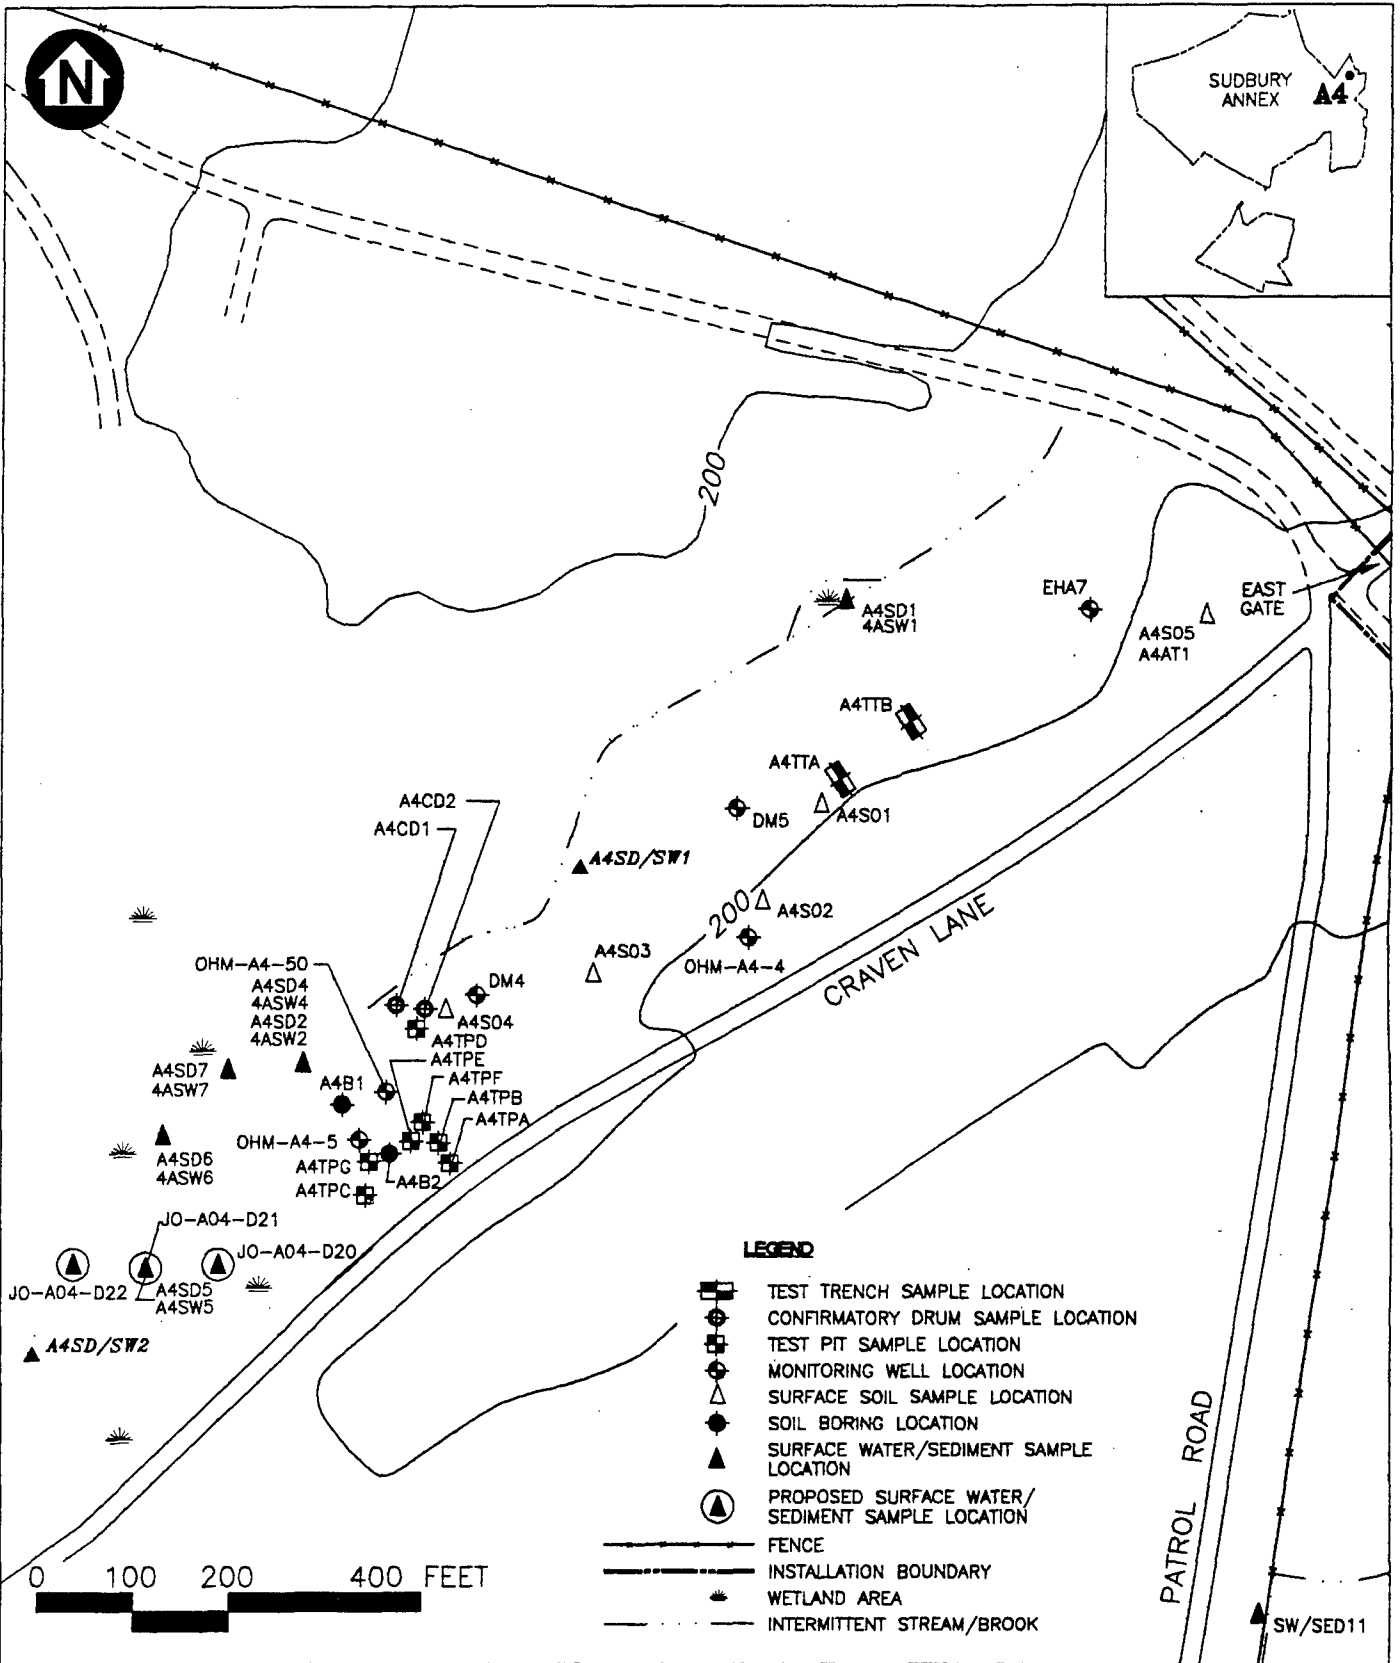 N
SUDBURY
ANNEX
A4
200
EHA7
EAST
GATE
A4SD1
4ASW1
A4SO5
A4AT1
A4TTB
A4TTA
A4CD2
A4CD1
DM5
A4SO1
A4SD/SW1
200
A4SO2
CRAVEN LANE
A4SO3
OHM-A4-4
OHM-A4-50
A4SD4
4ASW4
A4SD2
4ASW2
DM4
A4SO4
A4TPD
A4TPE
A4TPF
A4TPB
A4TPA
A4SD7
4ASW7
A4B1
OHM-A4-5
A4SD6
4ASW6
A4TPG
A4B2
A4TPC
JO-A04-D21
JO-A04-D20
JO-A04-D22
A4SD5
A4SW5
A4SD/SW2
LEGEND
TEST TRENCH SAMPLE LOCATION
CONFIRMATORY DRUM SAMPLE LOCATION
TEST PIT SAMPLE LOCATION
MONITORING WELL LOCATION
SURFACE SOIL SAMPLE LOCATION
SOIL BORING LOCATION
SURFACE WATER/SEDIMENT SAMPLE
LOCATION
PROPOSED SURFACE WATER/
SEDIMENT SAMPLE LOCATION
FENCE
INSTALLATION BOUNDARY
WETLAND AREA
INTERMITTENT STREAM/BROOK
PATROL ROAD
0 100 200 400 FEET
SW/SED11